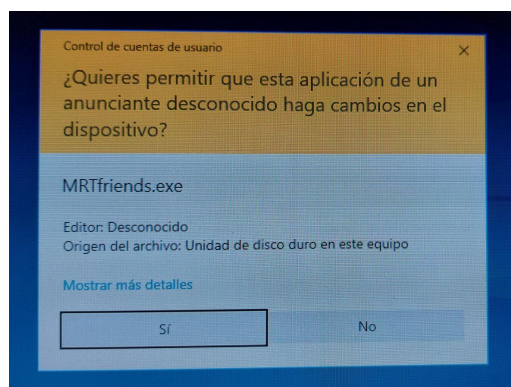 Control de cuentas de usuario
¿Quieres permitir que esta aplicación de un
anunciante desconocido haga cambios en el
dispositivo?
MRTfriends.exe
Editor: Desconocido
Origen del archivo: Unidad de disco duro en este equipo
Mostrar más detalles
Sí
No